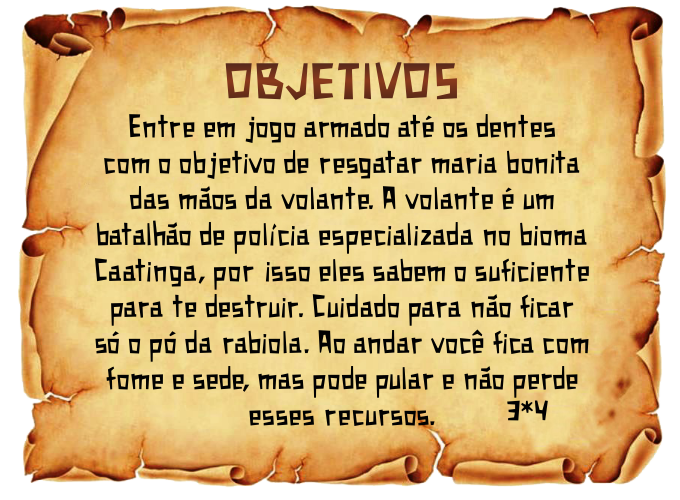 OBJETIVOS
Entre em jogo armado até os dentes
com o objetivo de resgatar maria bonita
das mãos da volante. A volante é um
batalhão de polícia especializada no bioma
Caatinga, por isso eles sabem o suficiente
para te destruir. Cuidado para não ficar
só o pó da rabiola. Ao andar você fica com
fome e sede, mas pode pular e não perde
esses recursos.
3*4